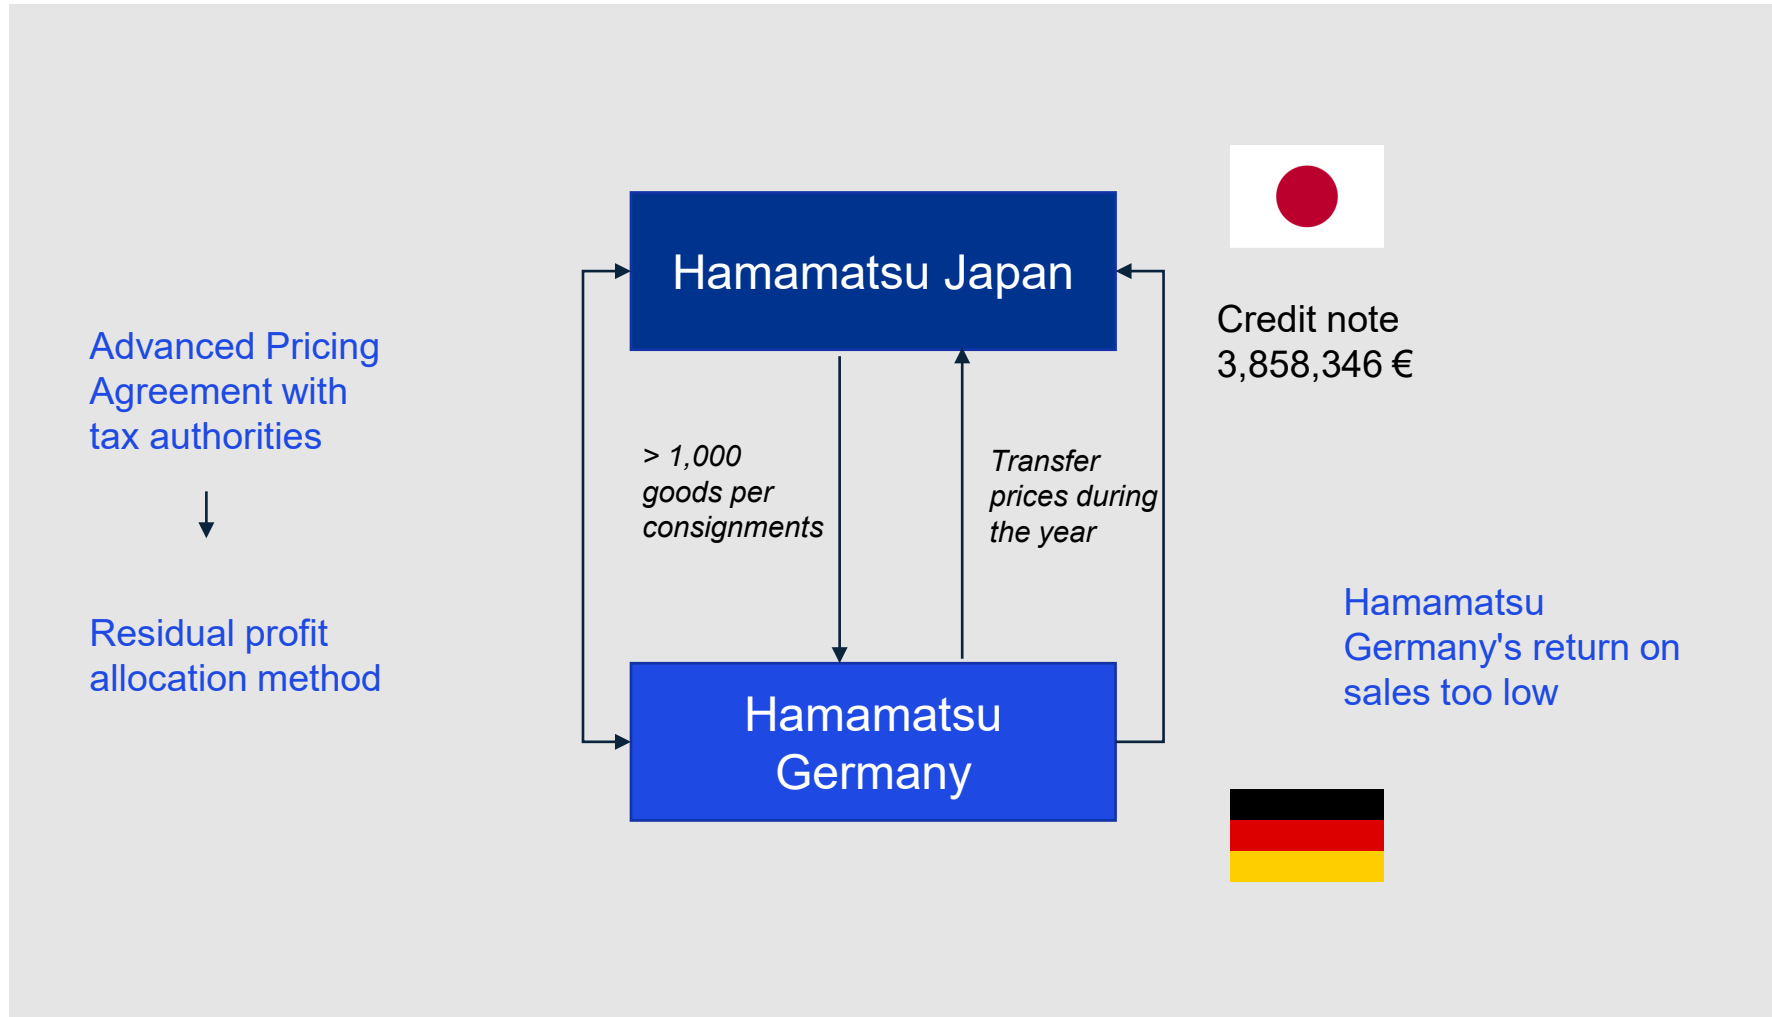 Hamamatsu Japan
Credit note
3,858,346 €
Advanced Pricing
Agreement with
tax authorities
> 1,000
goods per
consignments
Transfer
prices during
the year
Residual profit
allocation method
Hamamatsu
Germany's return on
sales too low
Hamamatsu
Germany